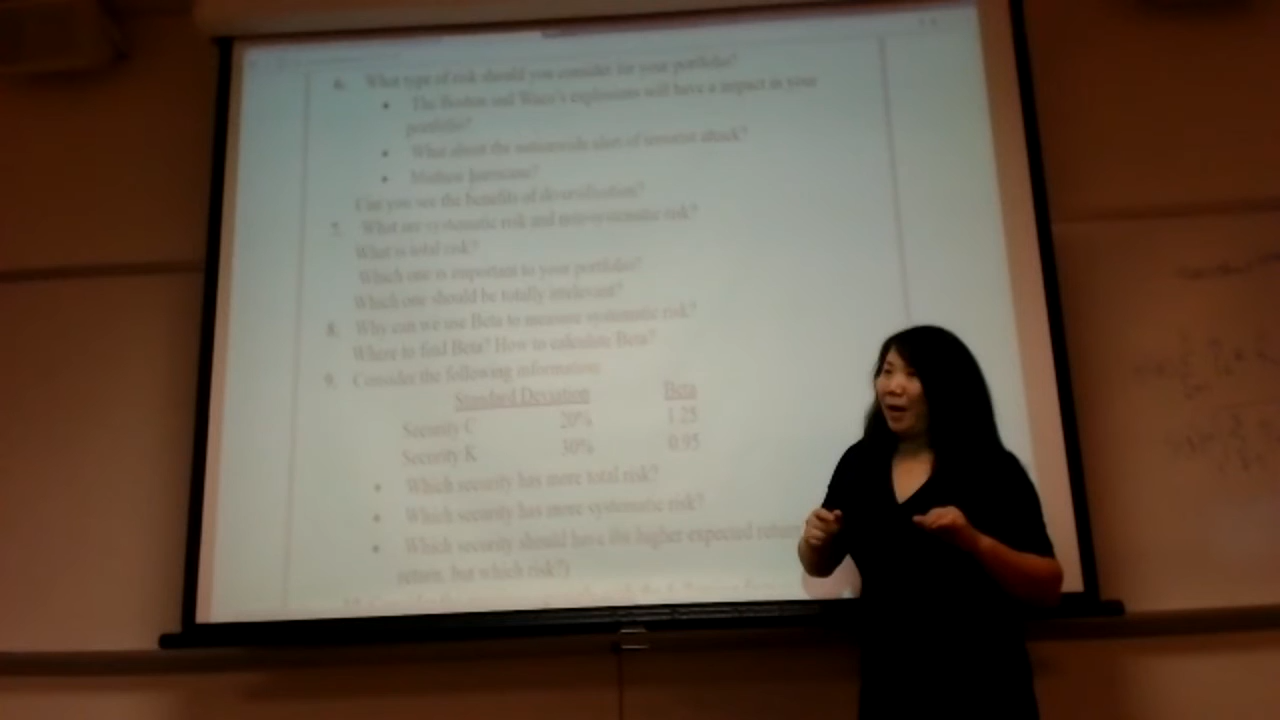 6. What type of risk should you consider for your portfolio?
• The Boston and Waco's explosions will have a impact in your
portfolio?
• What about the nationwide alert of terrorist attack?
• hurricane?
Can you see the benefits of diversification?
7. What are systematic risk and non-systematic risk?
What is total risk?
Which one is important to your portfolio?
Which one should be totally irrelevant?
8. Why can we use Beta to measure systematic risk?
Where to find Beta? How to calculate Beta?
9. Consider the following information:
Standard Deviation Beta
Security C 20% 1.25
Security K 30% 0.95
• Which security has more total risk?
• Which security has more systematic risk?
• Which security should have the higher expected return
return, but which risk?)